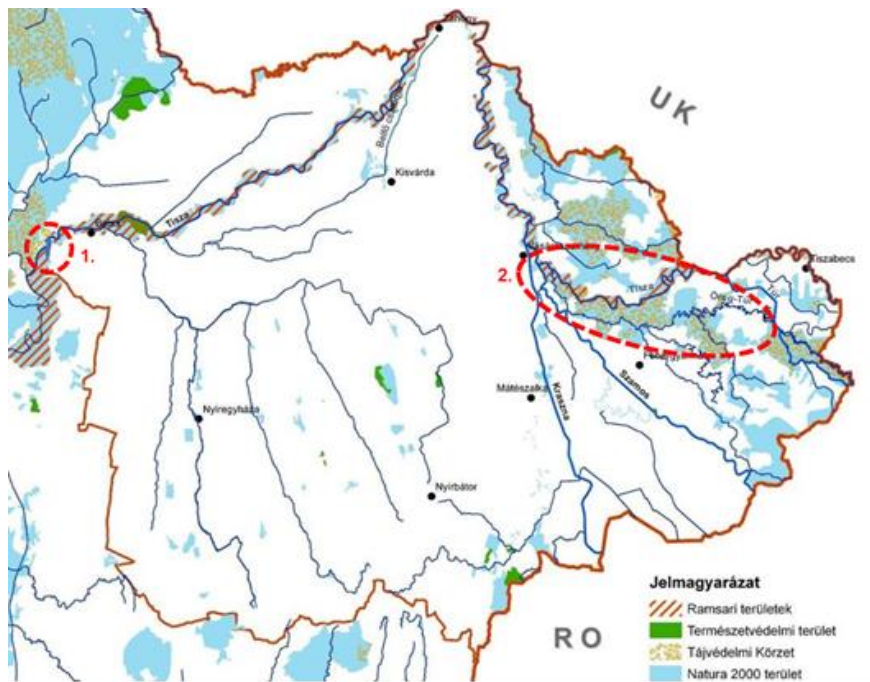 UK
Kisvárda
Tisza
1.
2.
Tiszabecs
Tisza
Mátészalka
Kraszna
Szamos
Nyíregyháza
Nyírbátor
RO
Jelmagyarázat
Ramsari területek
Természetvédelmi terület
Tájvédelmi Körzet
Natura 2000 terület